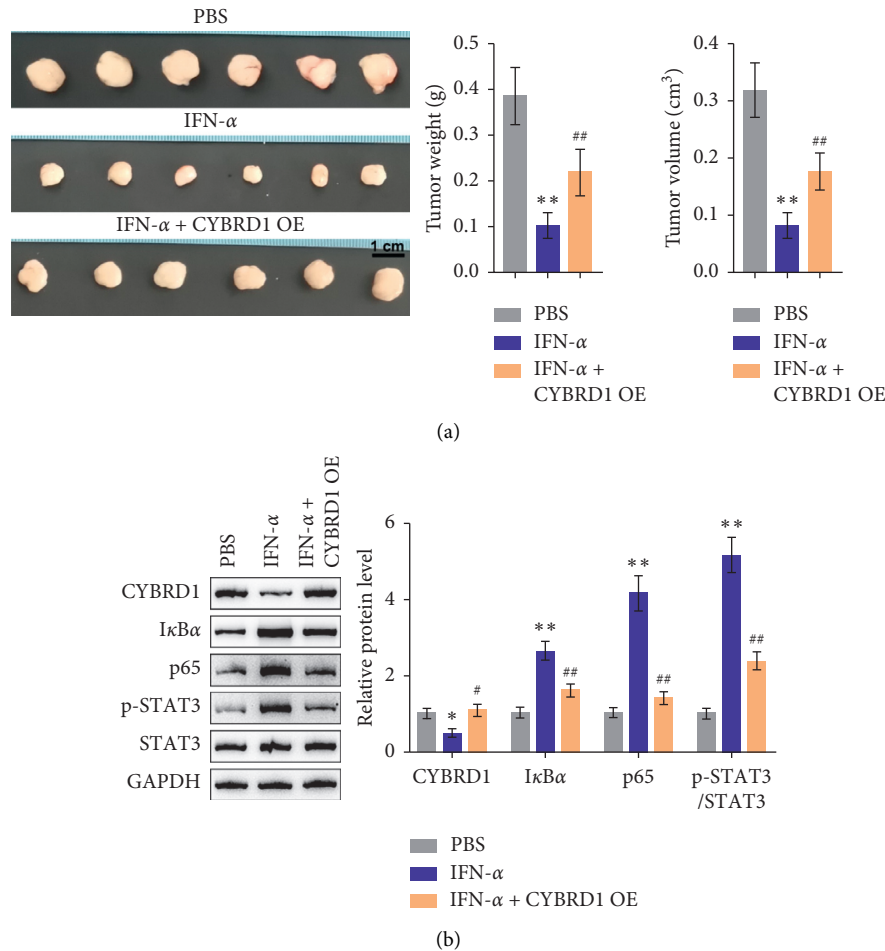 PBS
IFN-α
IFN-α + CYBRD1 OE
1 cm
Tumor weight (g)
0.5
0.4
0.3
0.2
0.1
0.0
**
##
PBS
IFN-α
IFN-α +
CYBRD1 OE
Tumor volume (cm³)
0.4
0.3
0.2
0.1
0.0
**
##
PBS
IFN-α
IFN-α +
CYBRD1 OE
(a)
PBS
IFN-α
IFN-α +
CYBRD1 OE
CYBRD1
IκBα
p65
p-STAT3
STAT3
GAPDH
Relative protein level
6
4
2
0
*
#
**
##
**
##
**
##
CYBRD1
IκBα
p65
p-STAT3
/STAT3
PBS
IFN-α
IFN-α + CYBRD1 OE
(b)